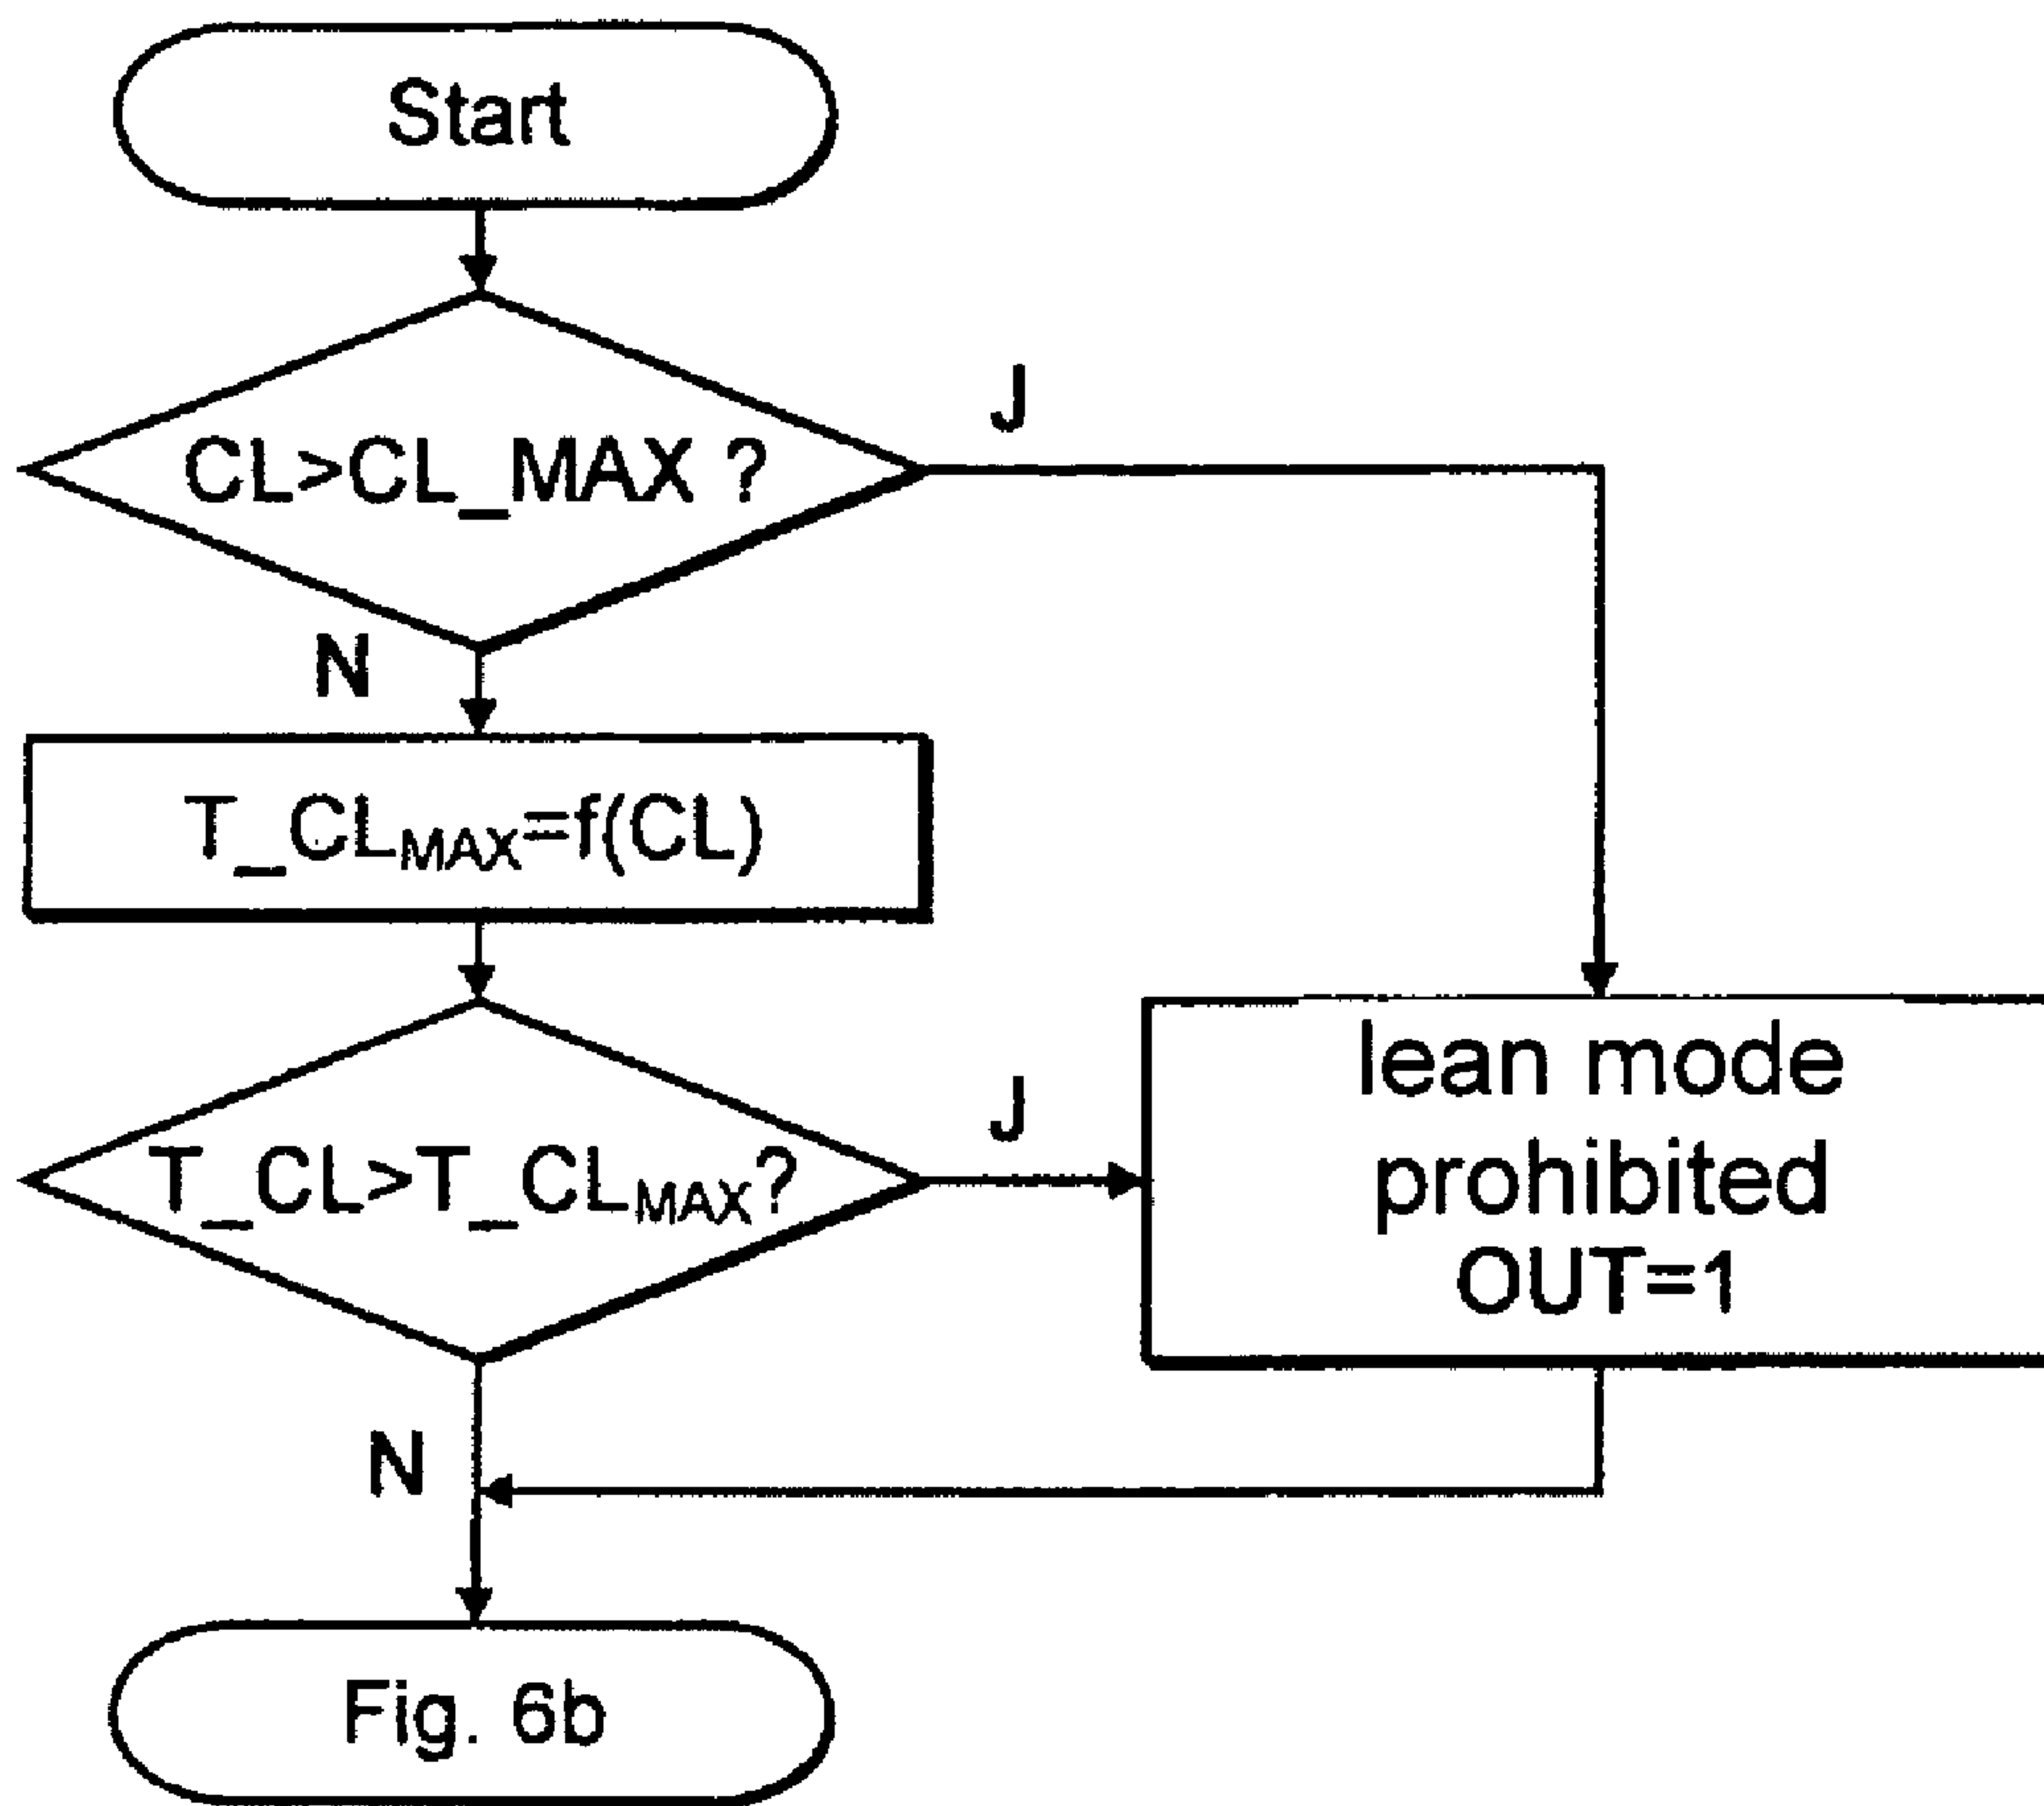 Start
J
CL>CL_MAX ?
N
T_CLMAX=f(CL)
lean mode
J
prohibited
T_CL>T_CLMAX?
OUT=1
N
Fig. 6b